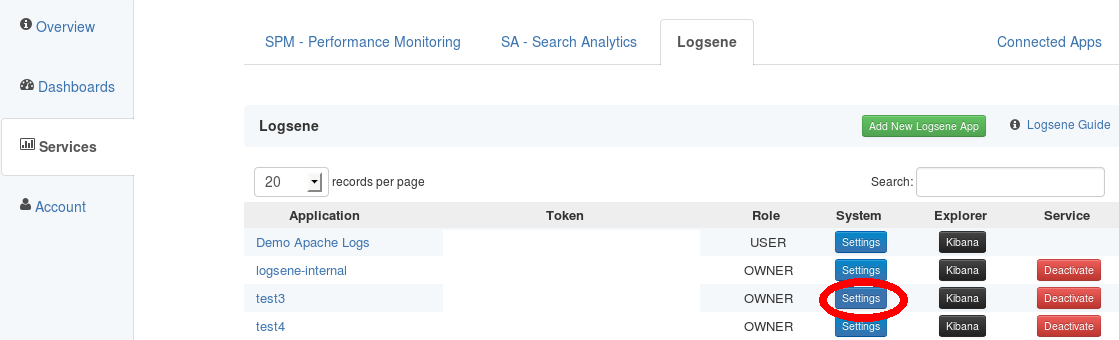 Overview
Dashboards
Services
Account
SPM - Performance Monitoring SA - Search Analytics Logsene Connected Apps
Logsene Add New Logsene App Logsene Guide
20 records per page Search:
Application Token Role System Explorer Service
Demo Apache Logs USER Settings Kibana
logsene-internal OWNER Settings Kibana Deactivate
test3 OWNER Settings Kibana Deactivate
test4 OWNER Settings Kibana Deactivate